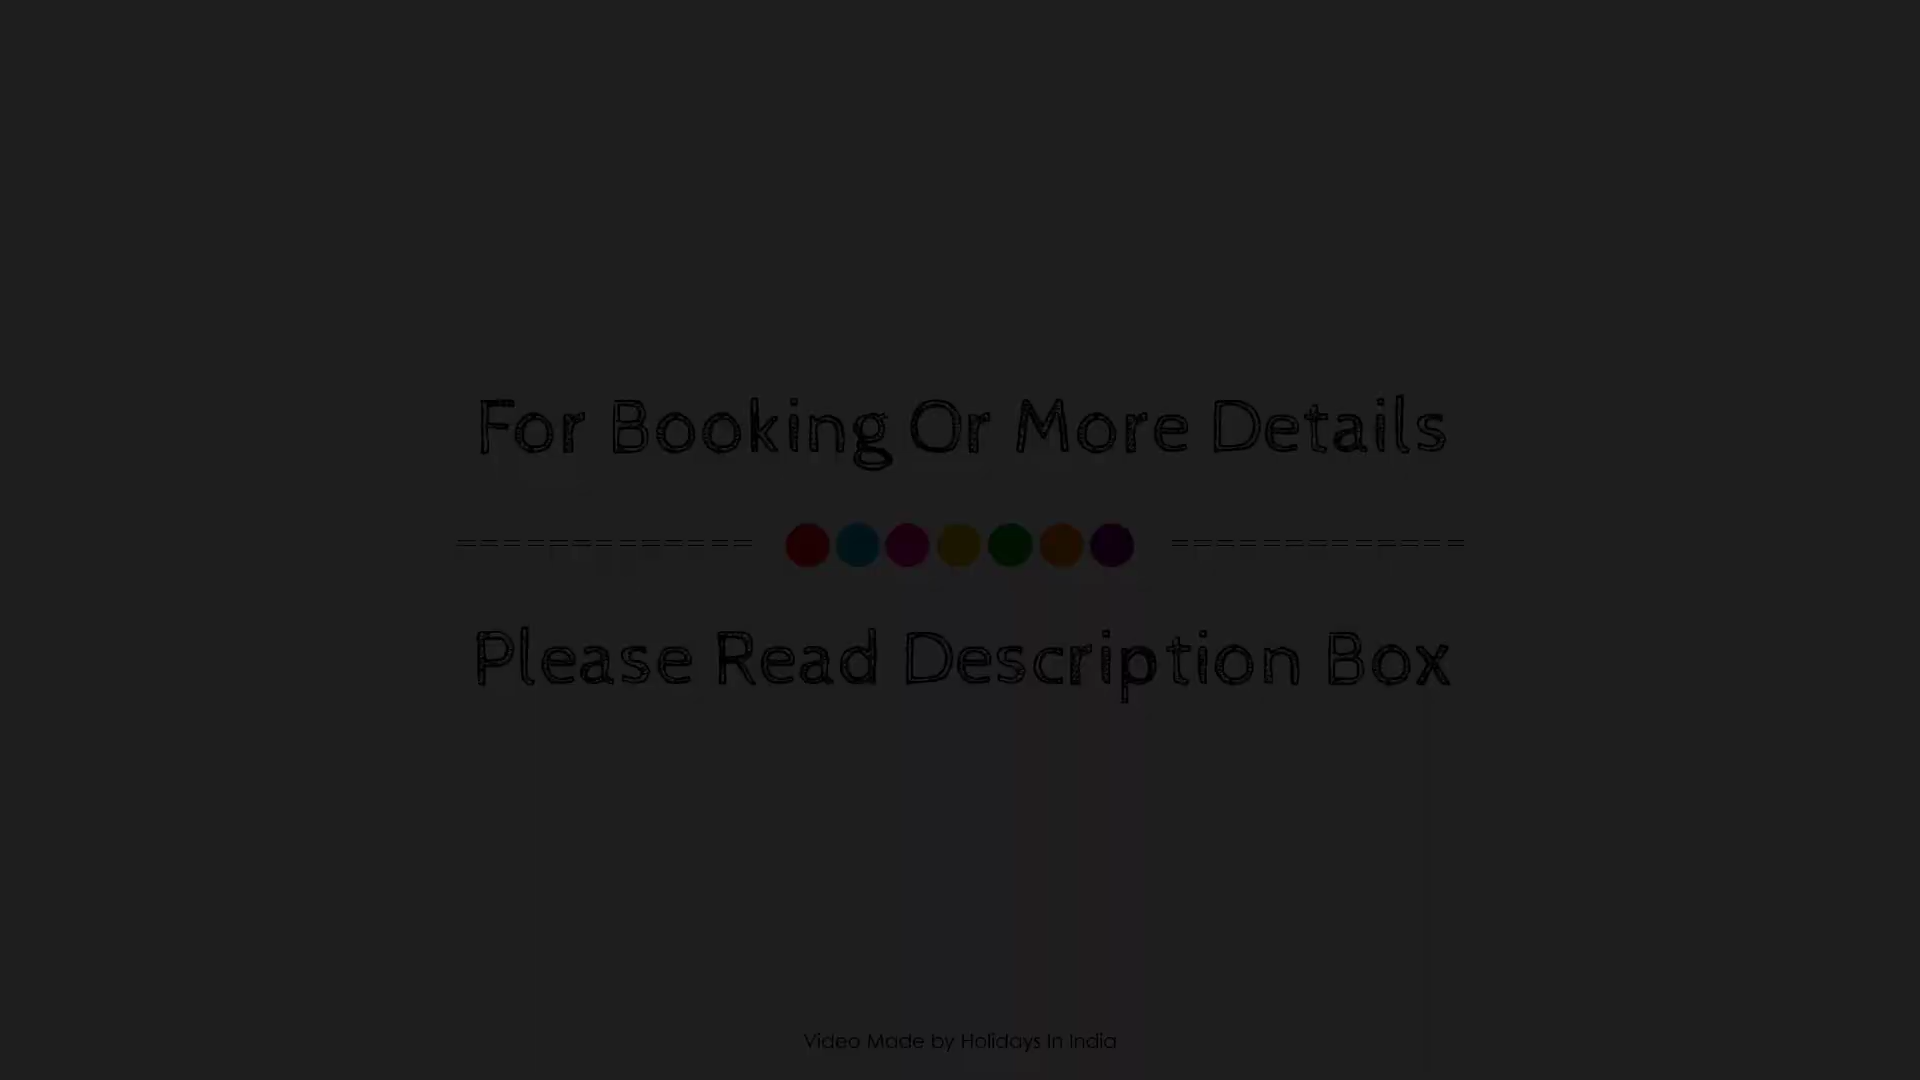 For Booking Or More Details
============= =============
Please Read Description Box
Video Made by Holidays In India